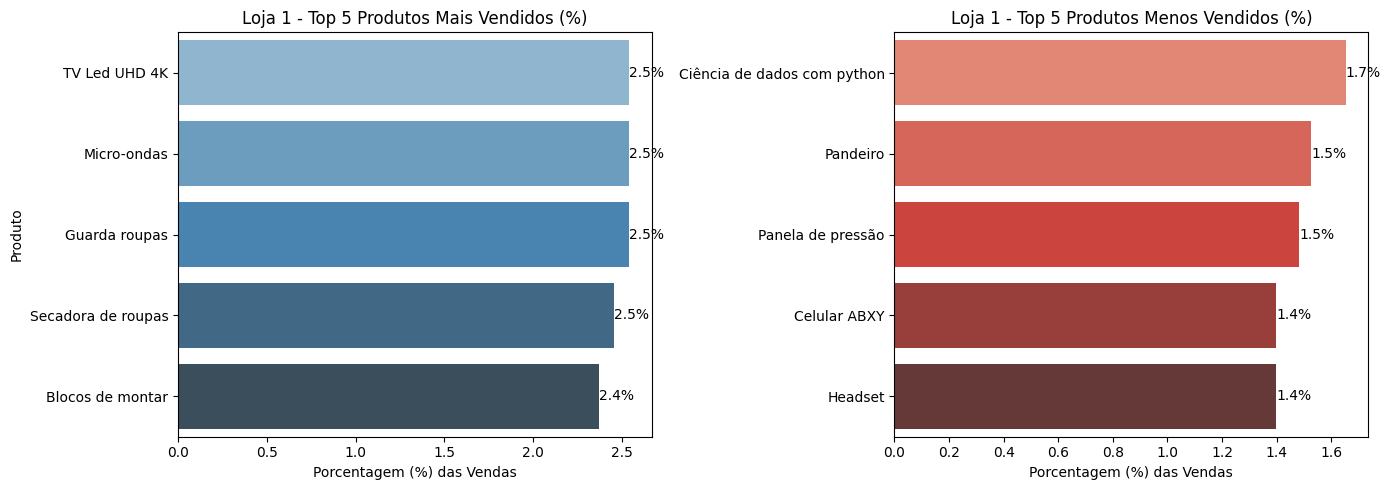 Loja 1 - Top 5 Produtos Mais Vendidos (%)
Produto
TV Led UHD 4K
2.5%
Micro-ondas
2.5%
Guarda roupas
2.5%
Secadora de roupas
2.5%
Blocos de montar
2.4%
0.0 0.5 1.0 1.5 2.0 2.5
Porcentagem (%) das Vendas
Loja 1 - Top 5 Produtos Menos Vendidos (%)
Ciência de dados com python
1.7%
Pandeiro
1.5%
Panela de pressão
1.5%
Celular ABXY
1.4%
Headset
1.4%
0.0 0.2 0.4 0.6 0.8 1.0 1.2 1.4 1.6
Porcentagem (%) das Vendas